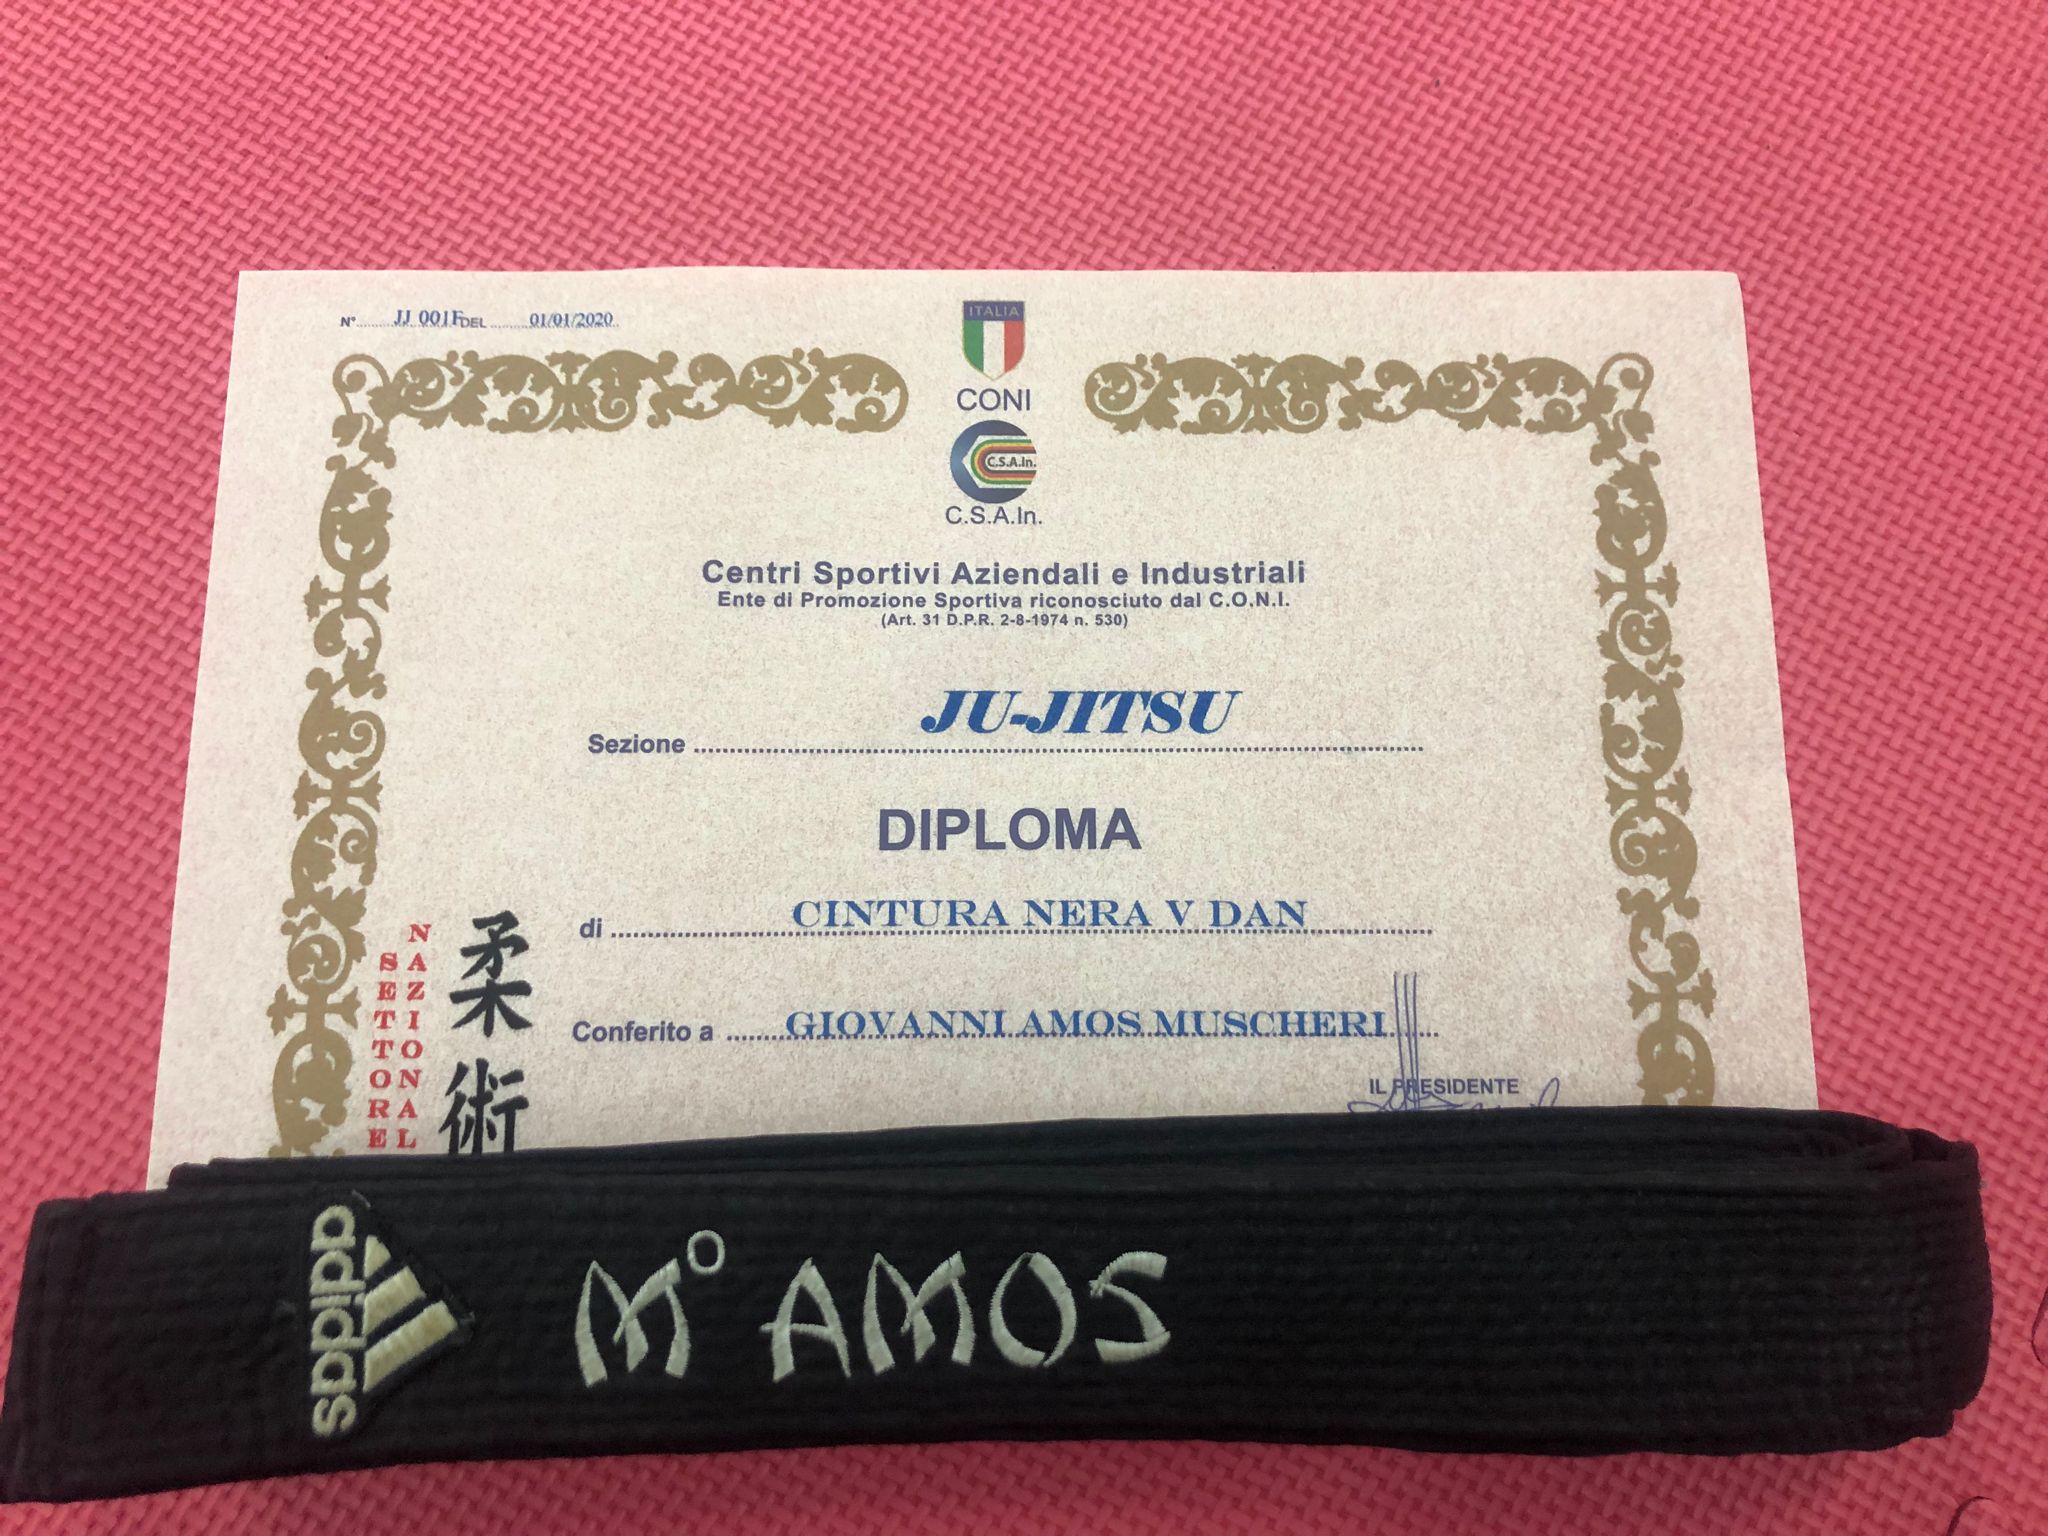 N° JJ 001F DEL 01/01/2020
ITALIA
CONI
C.S.A.In.
C.S.A.In.
Centri Sportivi Aziendali e Industriali
Ente di Promozione Sportiva riconosciuto dal C.O.N.I.
(Art. 31 D.P.R. 2-8-1974 n. 530)
Sezione JU-JITSU
DIPLOMA
di CINTURA NERA V DAN
Conferito a GIOVANNI AMOS MUSCHERI
SETTORE
NAZIONAL
柔術
IL PRESIDENTE
adidas
M° AMOS